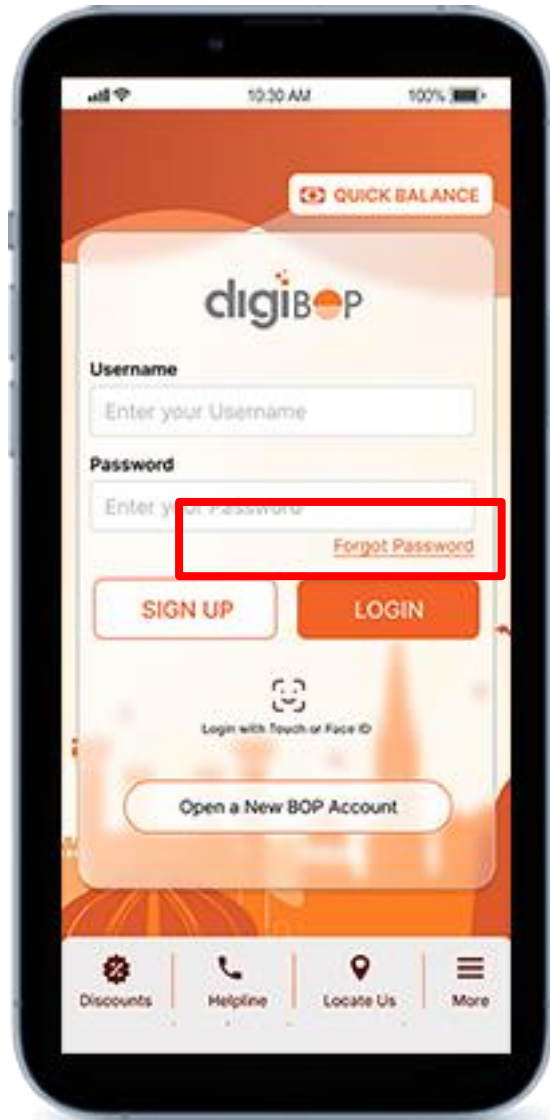 10:30 AM 100%
QUICK BALANCE
digiBOP
Username
Enter your Username
Password
Enter your Password
Forgot Password
SIGN UP LOGIN
Login with Touch or Face ID
Open a New BOP Account
Discounts Helpline Locate Us More